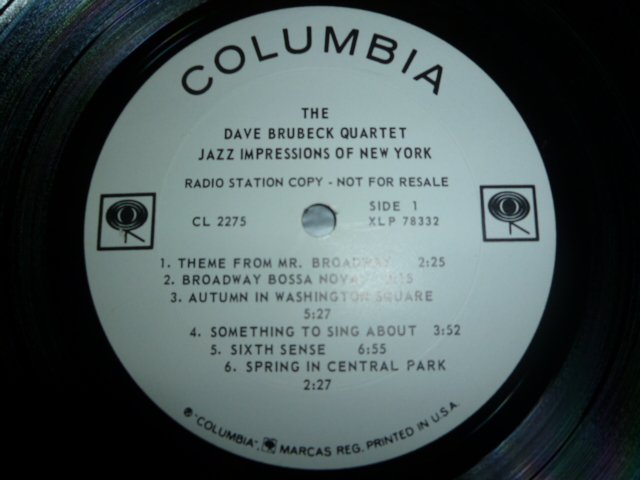 COLUMBIA
THE
DAVE BRUBECK QUARTET
JAZZ IMPRESSIONS OF NEW YORK
RADIO STATION COPY - NOT FOR RESALE
CL 2275
SIDE 1
XLP 78332
1. THEME FROM MR. BROADWAY 2:25
2. BROADWAY BOSSA NOVA
3. AUTUMN IN WASHINGTON SQUARE
5:27
4. SOMETHING TO SING ABOUT 3:52
5. SIXTH SENSE 6:55
6. SPRING IN CENTRAL PARK
2:27
® "COLUMBIA", MARCAS REG. PRINTED IN U.S.A.